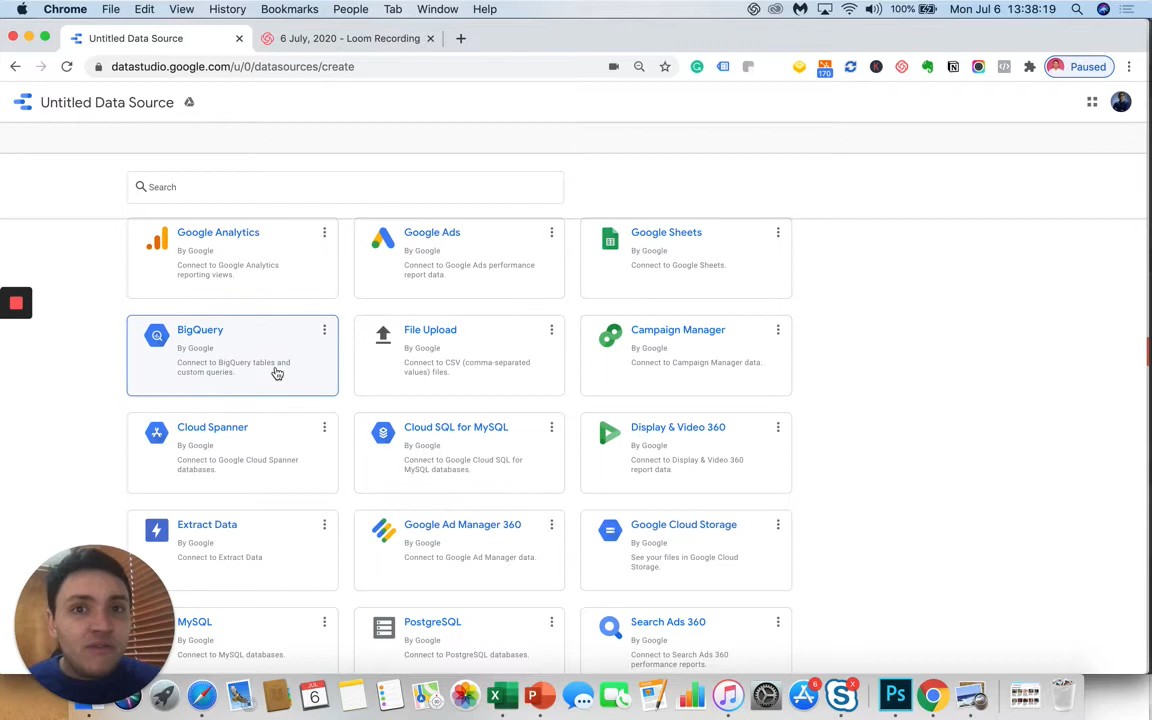 Chrome File Edit View History Bookmarks People Tab Window Help 100% Mon Jul 6 13:38:19
Untitled Data Source 6 July, 2020 - Loom Recording
datastudio.google.com/u/0/datasources/create 170 Paused
Untitled Data Source
Search
Google Analytics
By Google
Connect to Google Analytics
reporting views.
Google Ads
By Google
Connect to Google Ads performance
report data.
Google Sheets
By Google
Connect to Google Sheets.
BigQuery
By Google
Connect to BigQuery tables and
custom queries.
File Upload
By Google
Connect to CSV (comma-separated
values) files.
Campaign Manager
By Google
Connect to Campaign Manager data.
Cloud Spanner
By Google
Connect to Google Cloud Spanner
databases.
Cloud SQL for MySQL
By Google
Connect to Google Cloud SQL for
MySQL databases.
Display & Video 360
By Google
Connect to Display & Video 360
report data.
Extract Data
By Google
Connect to Extract Data
Google Ad Manager 360
By Google
Connect to Google Ad Manager data.
Google Cloud Storage
By Google
See your files in Google Cloud
Storage.
MySQL
By Google
Connect to MySQL databases.
PostgreSQL
By Google
Connect to PostgreSQL databases.
Search Ads 360
By Google
Connect to Search Ads 360
performance reports.
JUL
6
6
X
Ps